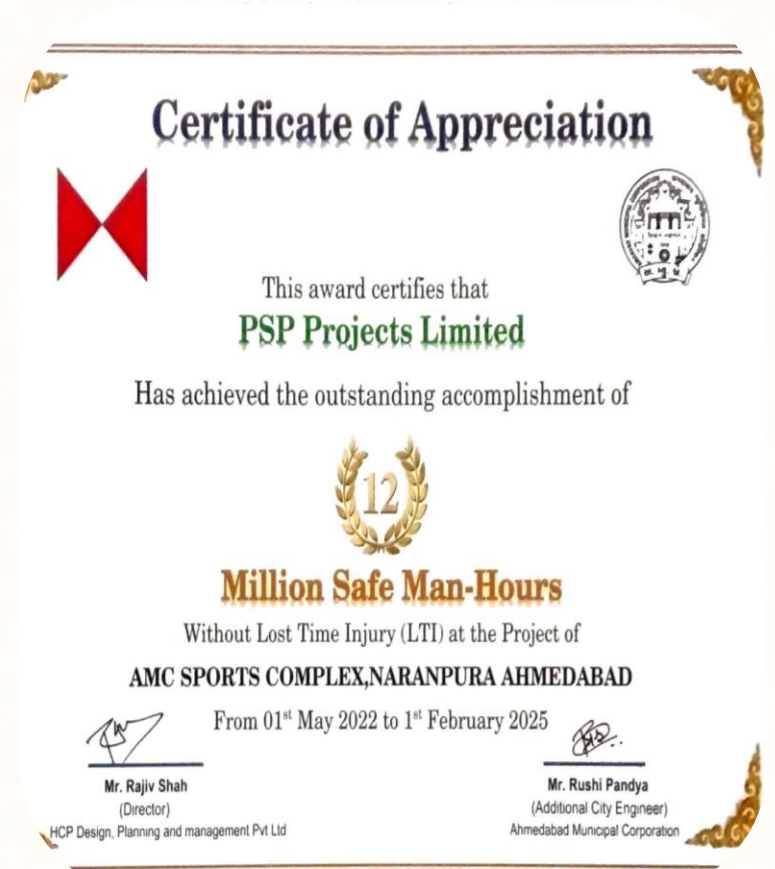 Certificate of Appreciation
This award certifies that
PSP Projects Limited
Has achieved the outstanding accomplishment of
12
Million Safe Man-Hours
Without Lost Time Injury (LTI) at the Project of
AMC SPORTS COMPLEX,NARANPURA AHMEDABAD
From 01st May 2022 to 1st February 2025
Mr. Rajiv Shah
(Director)
HCP Design, Planning and management Pvt Ltd
Mr. Rushi Pandya
(Additional City Engineer)
Ahmedabad Municipal Corporation